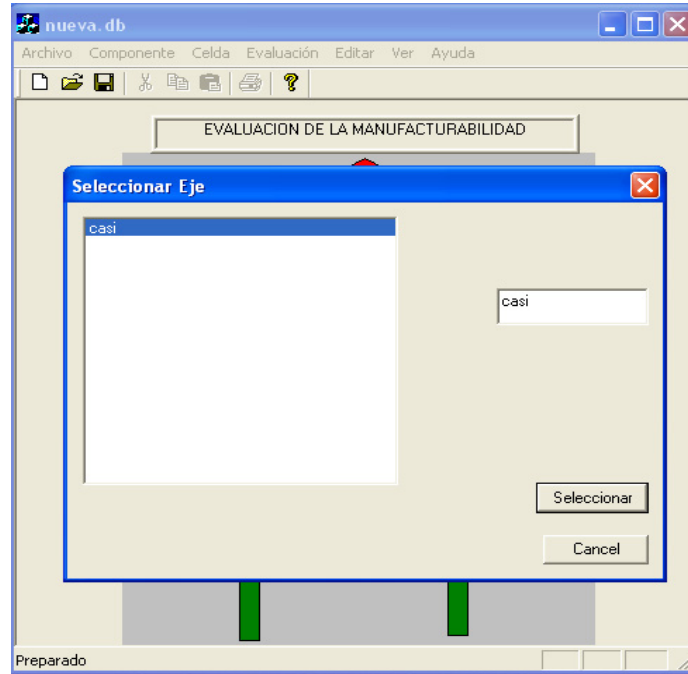 nueva.db
Archivo Componente Celda Evaluación Editar Ver Ayuda
EVALUACION DE LA MANUFACTURABILIDAD
Seleccionar Eje
casi
casi
Seleccionar
Cancel
Preparado